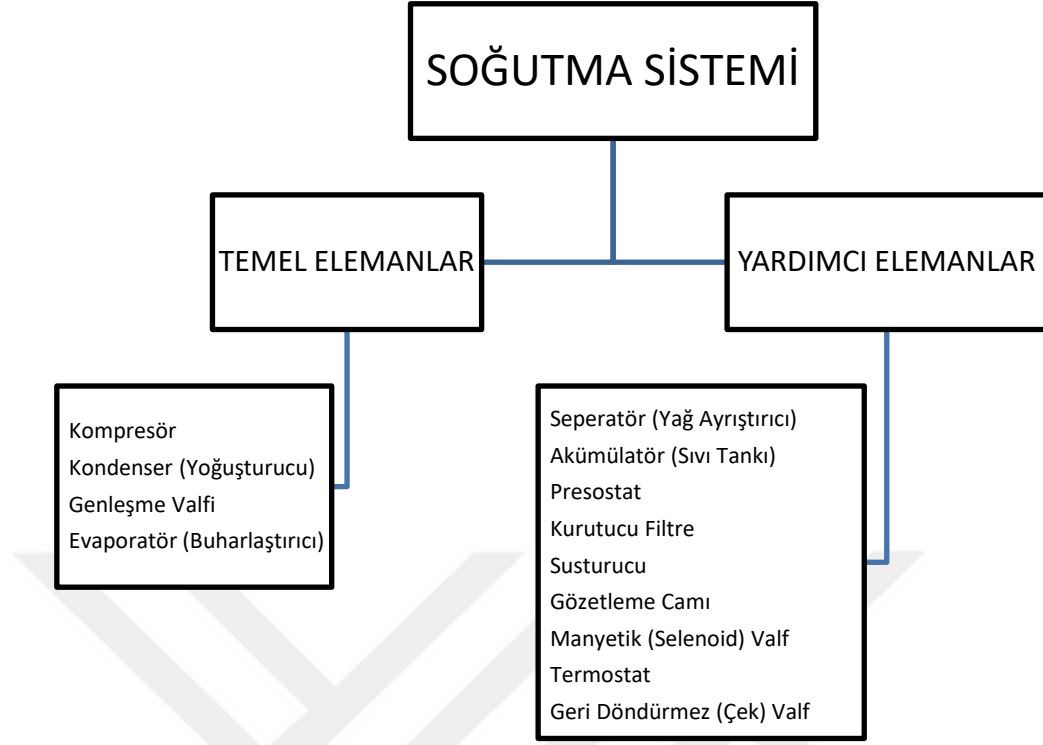 SOĞUTMA SİSTEMİ
TEMEL ELEMANLAR
YARDIMCI ELEMANLAR
Kompresör
Kondenser (Yoğuşturucu)
Genleşme Valfi
Evaporatör (Buharlaştırıcı)
Seperatör (Yağ Ayrıştırıcı)
Akümülatör (Sıvı Tankı)
Presostat
Kurutucu Filtre
Susturucu
Gözetleme Camı
Manyetik (Selenoid) Valf
Termostat
Geri Döndürmez (Çek) Valf